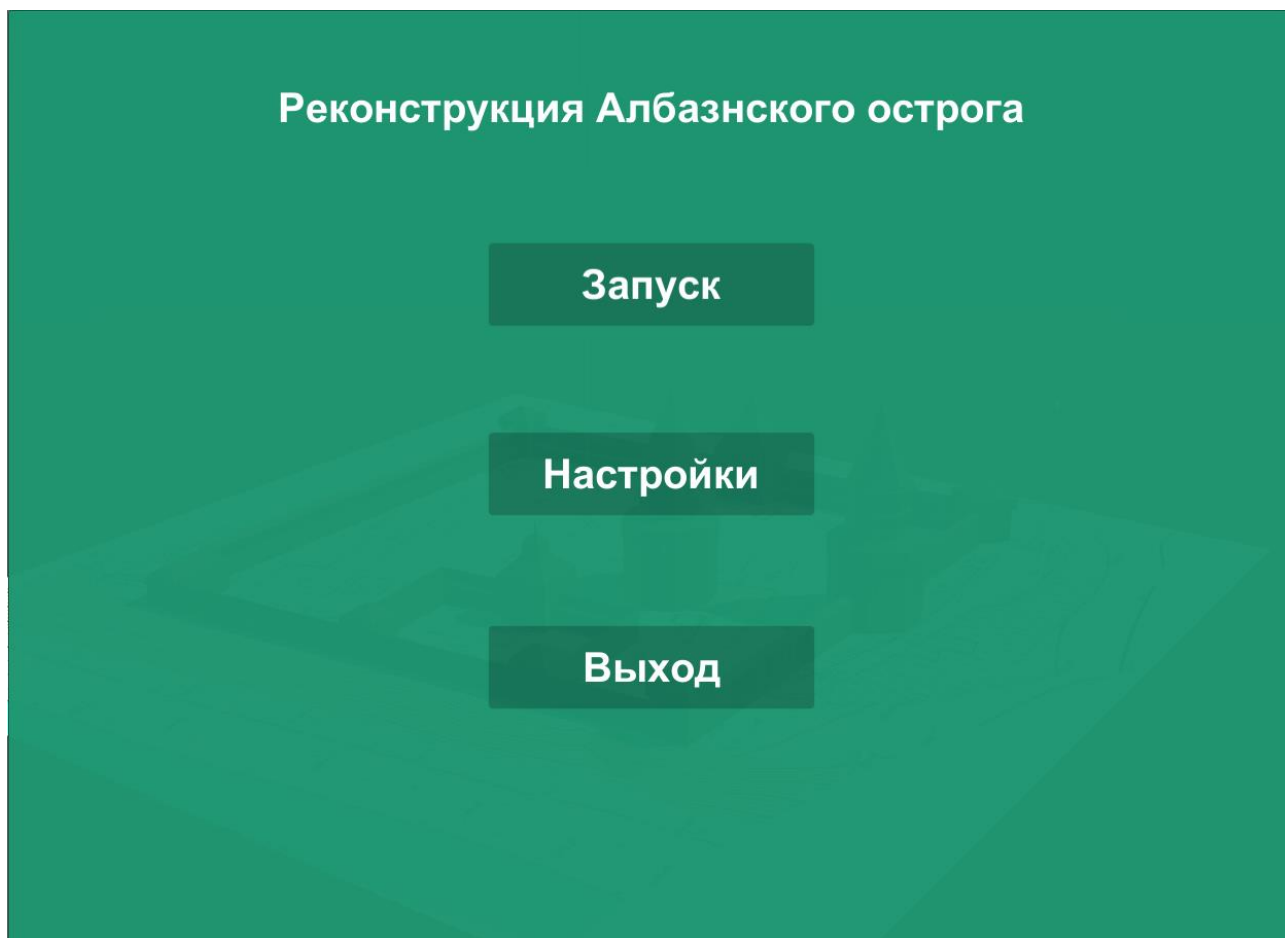 Реконструкция Албазнского острога
Запуск
Настройки
Выход